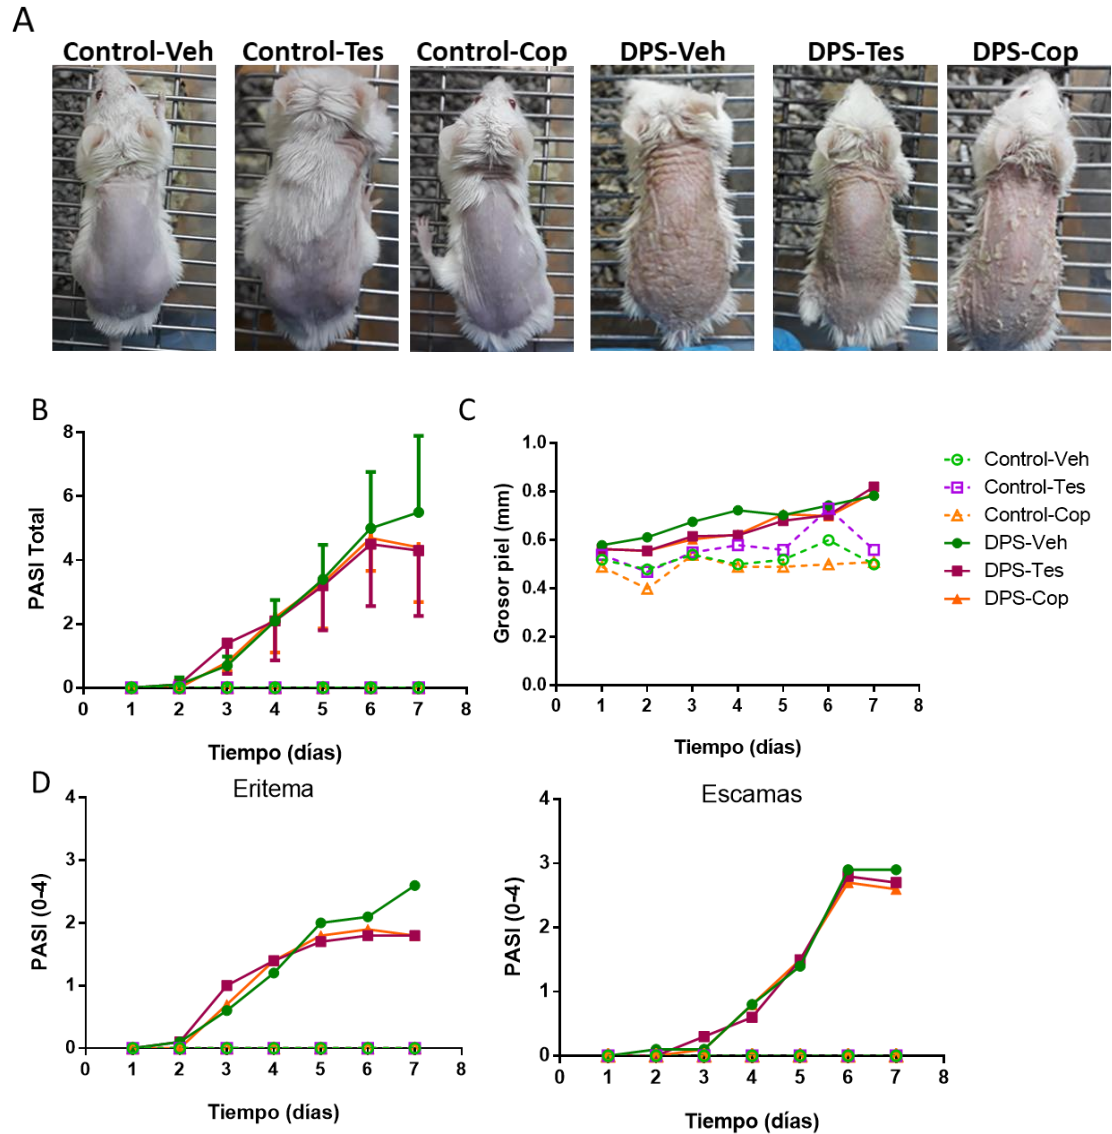 A
Control-Veh Control-Tes Control-Cop DPS-Veh DPS-Tes DPS-Cop
B
8
6
4
2
0
PASI Total
0 1 2 3 4 5 6 7 8
Tiempo (días)
C
1.0
0.8
0.6
0.4
0.2
0.0
Grosor piel (mm)
0 1 2 3 4 5 6 7 8
Tiempo (días)
Control-Veh
Control-Tes
Control-Cop
DPS-Veh
DPS-Tes
DPS-Cop
D
Eritema
4
3
2
1
0
PASI (0-4)
0 1 2 3 4 5 6 7 8
Tiempo (días)
Escamas
4
3
2
1
0
PASI (0-4)
0 1 2 3 4 5 6 7 8
Tiempo (días)